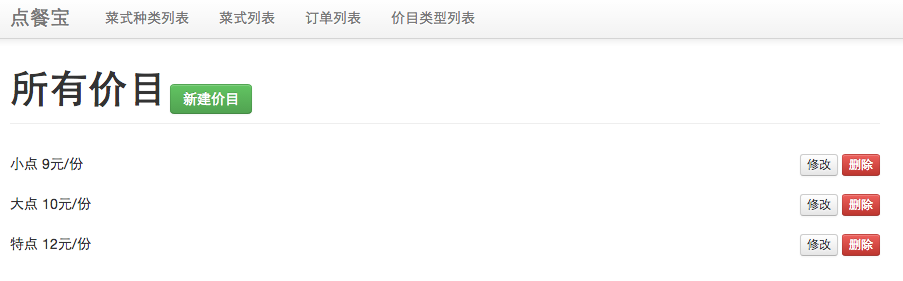 点餐宝 菜式种类列表 菜式列表 订单列表 价目类型列表
所有价目 新建价目
小点 9元/份 修改 删除
大点 10元/份 修改 删除
特点 12元/份 修改 删除